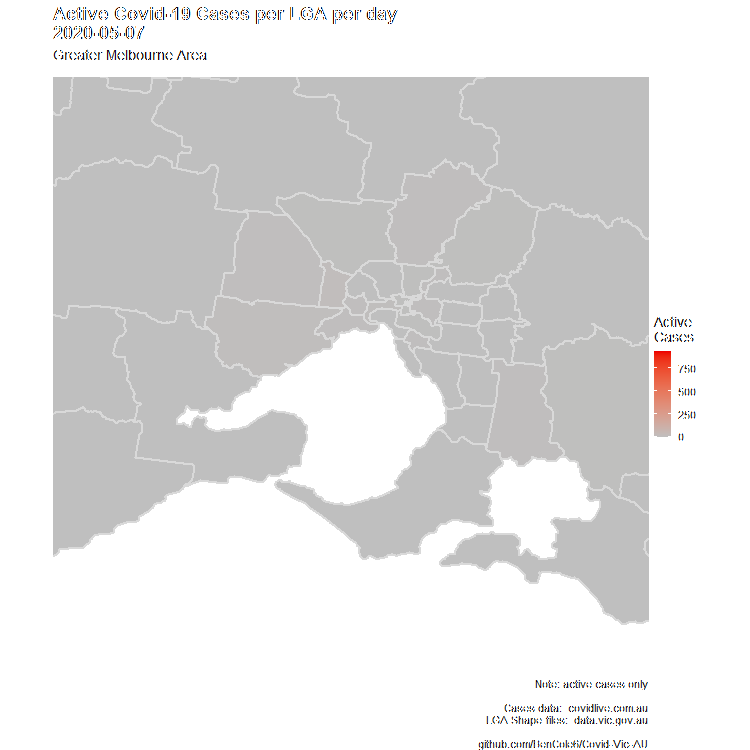 Active Covid-19 Cases per LGA per day
2020-05-07
Greater Melbourne Area
Active
Cases
750
500
250
0
Note: active cases only
Cases data: covidlive.com.au
LGA Shape files: data.vic.gov.au
github.com/BenCole6/Covid-Vic-AU